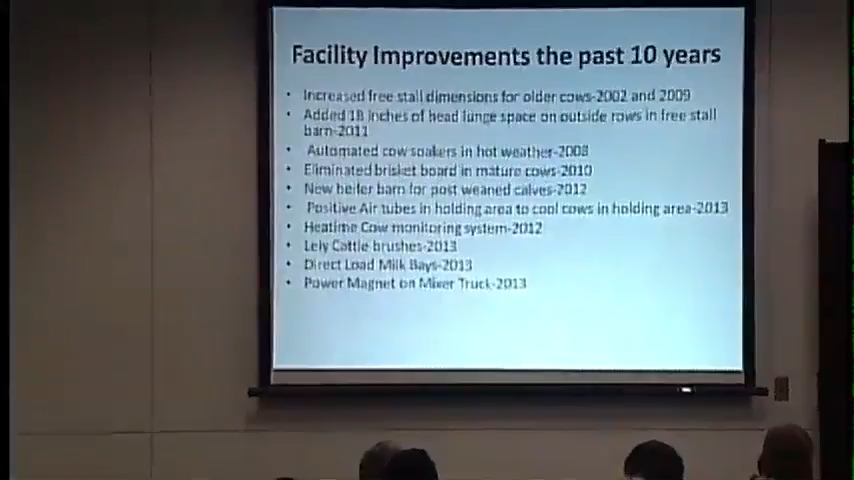 Facility Improvements the past 10 years
• Increased free stall dimensions for older cows-2002 and 2009
• Added 18 inches of head lunge space on outside rows in free stall
barn-2011
• Automated cow soakers in hot weather-2008
• Eliminated brisket board in mature cows-2010
• New heifer barn for post weaned calves-2012
• Positive Air tubes in holding area to cool cows in holding area-2013
• Heatime Cow monitoring system-2012
• Lely Cattle brushes-2013
• Direct Load Milk Bays-2013
• Power Magnet on Mixer Truck-2013